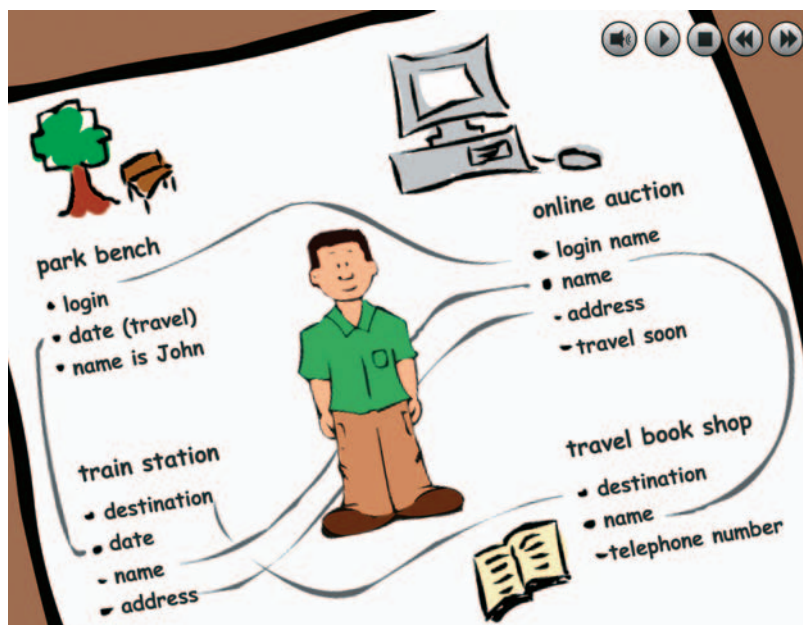 park bench
login
date (travel)
name is John
online auction
login name
name
address
travel soon
train station
destination
date
name
address
travel book shop
destination
name
telephone number